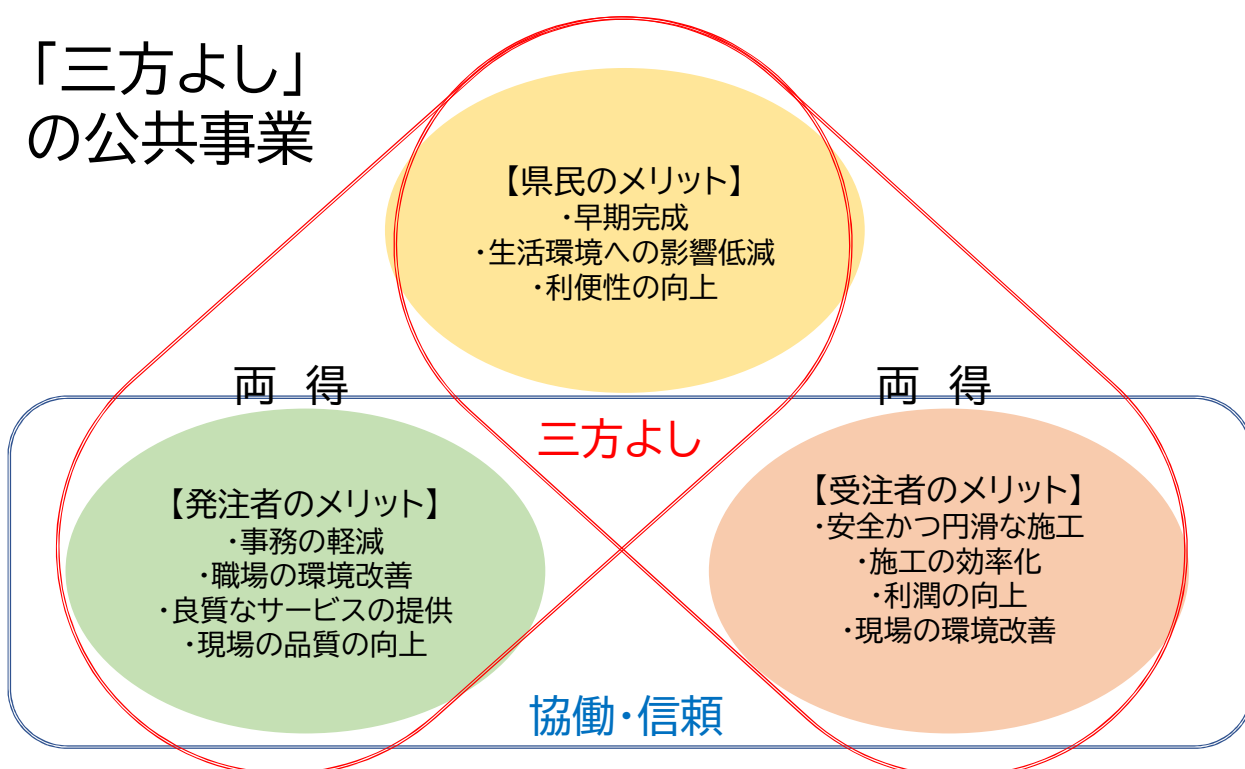 「三方よし」
の公共事業
【県民のメリット】
・早期完成
・生活環境への影響低減
・利便性の向上
両 得
両 得
三方よし
【発注者のメリット】
・事務の軽減
・職場の環境改善
・良質なサービスの提供
・現場の品質の向上
【受注者のメリット】
・安全かつ円滑な施工
・施工の効率化
・利潤の向上
・現場の環境改善
協働・信頼